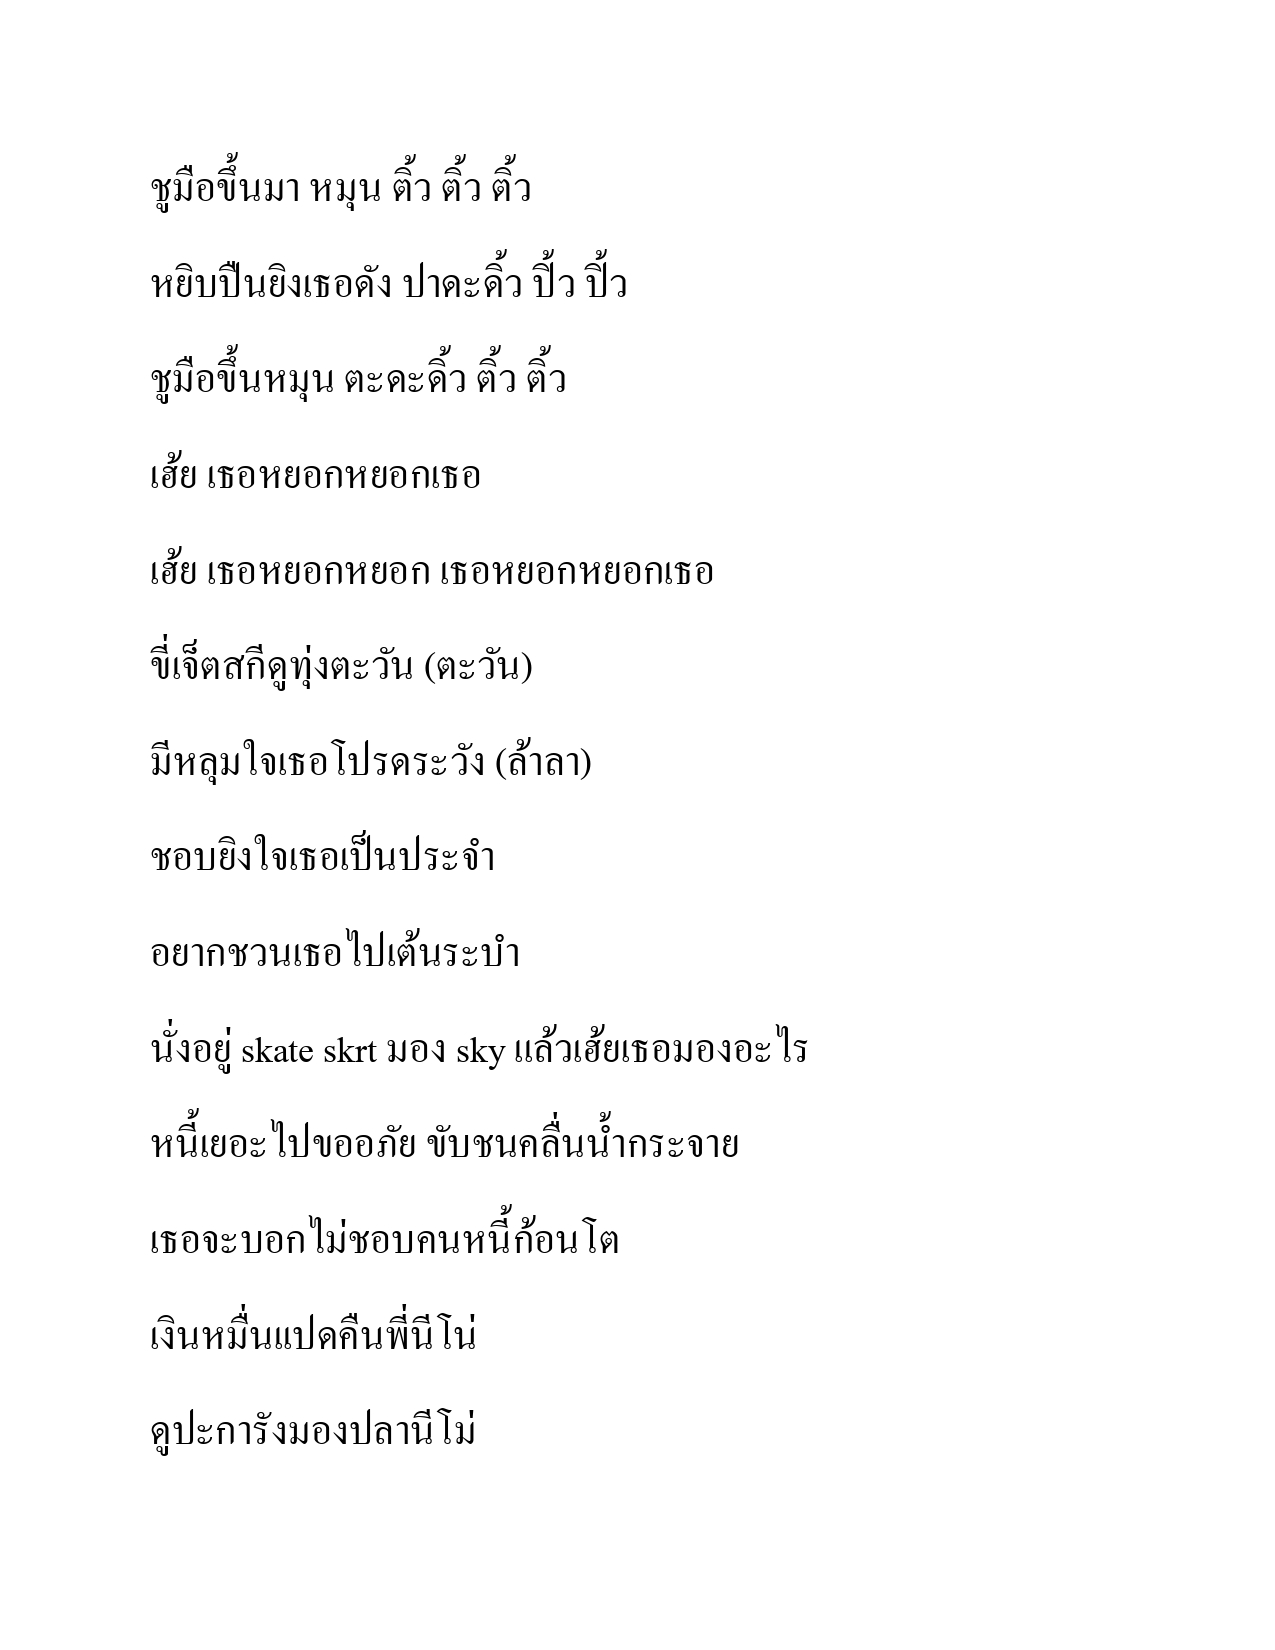 ชูมือขึ้นมา หมุน ติ้ว ติ้ว ติ้ว
หยิบปืนยิงเธอดัง ปาดะดิ้ว ปิ้ว ปิ้ว
ชูมือขึ้นหมุน ตะดะดิ้ว ติ้ว ติ้ว
เฮ้ย เธอหยอกหยอกเธอ
เฮ้ย เธอหยอกหยอก เธอหยอกหยอกเธอ
ขี่เจ็ตสกีดูทุ่งตะวัน (ตะวัน)
มีหลุมใจเธอโปรดระวัง (ล้าลา)
ชอบยิงใจเธอเป็นประจำ
อยากชวนเธอไปเต้นระบำ
นั่งอยู่ skate skrt มอง sky แล้วเฮ้ยเธอมองอะไร
หนี้เยอะไปขออภัย ขับชนคลื่นน้ำกระจาย
เธอจะบอกไม่ชอบคนหนี้ก้อนโต
เงินหมื่นแปดคืนพี่นีโน่
ดูปะการังมองปลานีโม่